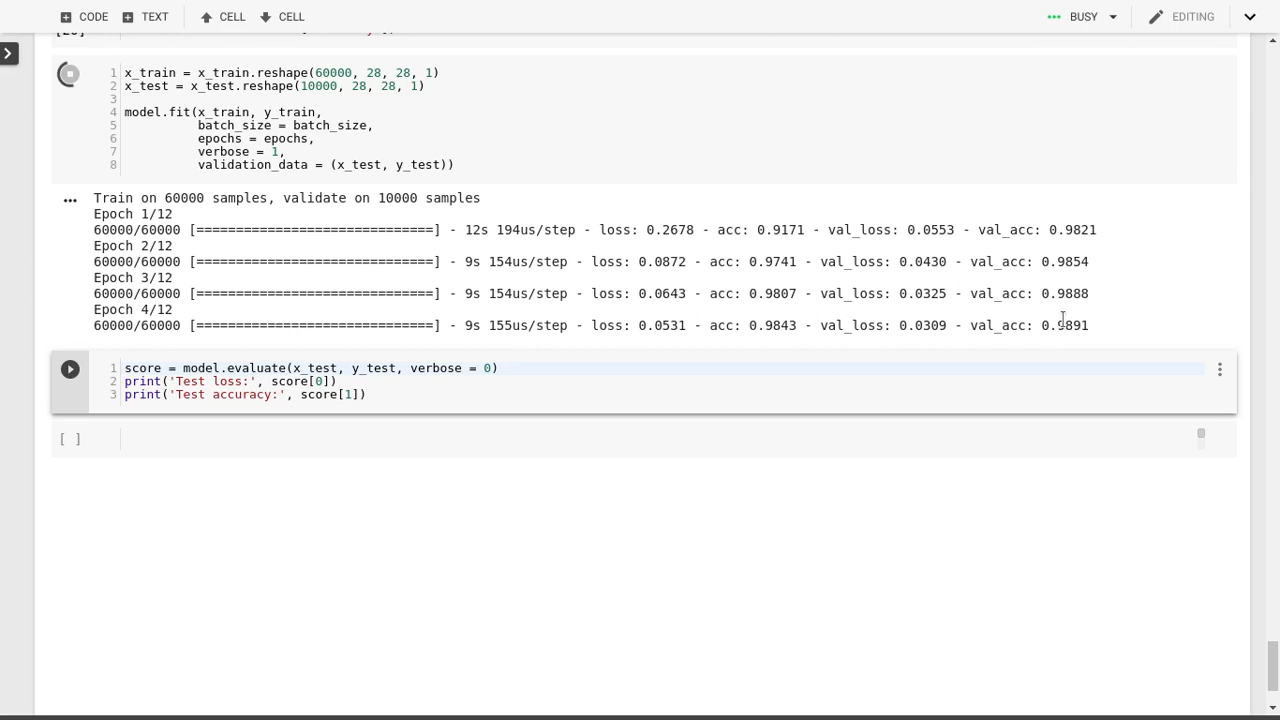 CODE TEXT CELL CELL BUSY EDITING
1 x_train = x_train.reshape(60000, 28, 28, 1)
2 x_test = x_test.reshape(10000, 28, 28, 1)
3
4 model.fit(x_train, y_train,
5 batch_size = batch_size,
6 epochs = epochs,
7 verbose = 1,
8 validation_data = (x_test, y_test))
Train on 60000 samples, validate on 10000 samples
Epoch 1/12
60000/60000 [==============================] - 12s 194us/step - loss: 0.2678 - acc: 0.9171 - val_loss: 0.0553 - val_acc: 0.9821
Epoch 2/12
60000/60000 [==============================] - 9s 154us/step - loss: 0.0872 - acc: 0.9741 - val_loss: 0.0430 - val_acc: 0.9854
Epoch 3/12
60000/60000 [==============================] - 9s 154us/step - loss: 0.0643 - acc: 0.9807 - val_loss: 0.0325 - val_acc: 0.9888
Epoch 4/12
60000/60000 [==============================] - 9s 155us/step - loss: 0.0531 - acc: 0.9843 - val_loss: 0.0309 - val_acc: 0.9891
1 score = model.evaluate(x_test, y_test, verbose = 0)
2 print('Test loss:', score[0])
3 print('Test accuracy:', score[1])
[ ]